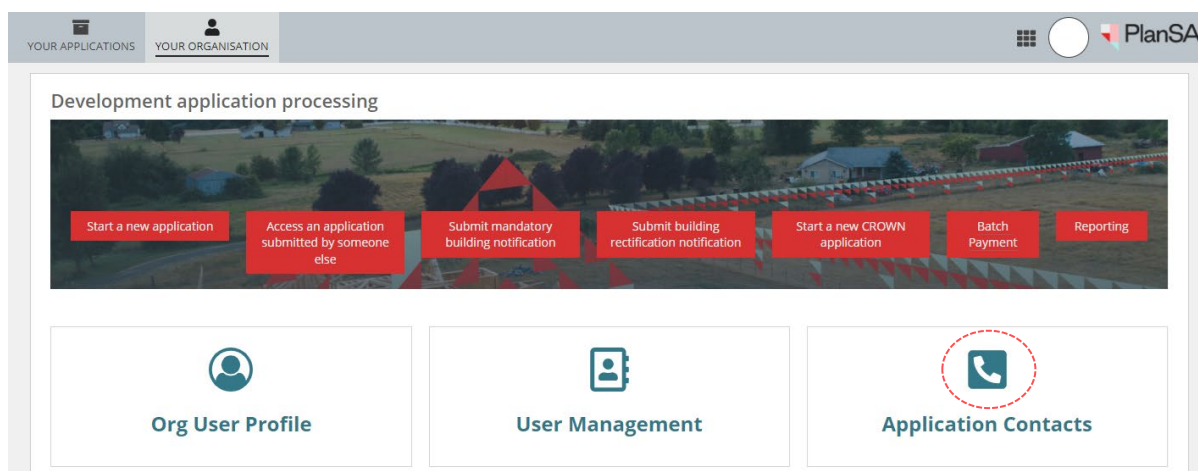 YOUR APPLICATIONS
YOUR ORGANISATION
PlanSA
Development application processing
Start a new application
Access an application
submitted by someone
else
Submit mandatory
building notification
Submit building
rectification notification
Start a new CROWN
application
Batch
Payment
Reporting
Org User Profile
User Management
Application Contacts